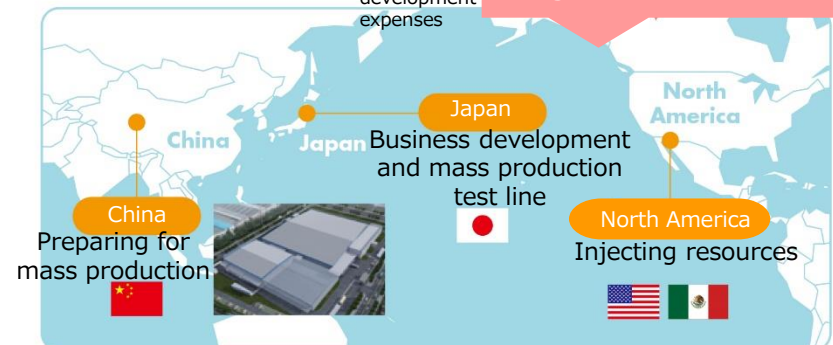 development
expenses
North
America
China
Japan
Japan
Business development
and mass production
test line
China
Preparing for
mass production
North America
Injecting resources